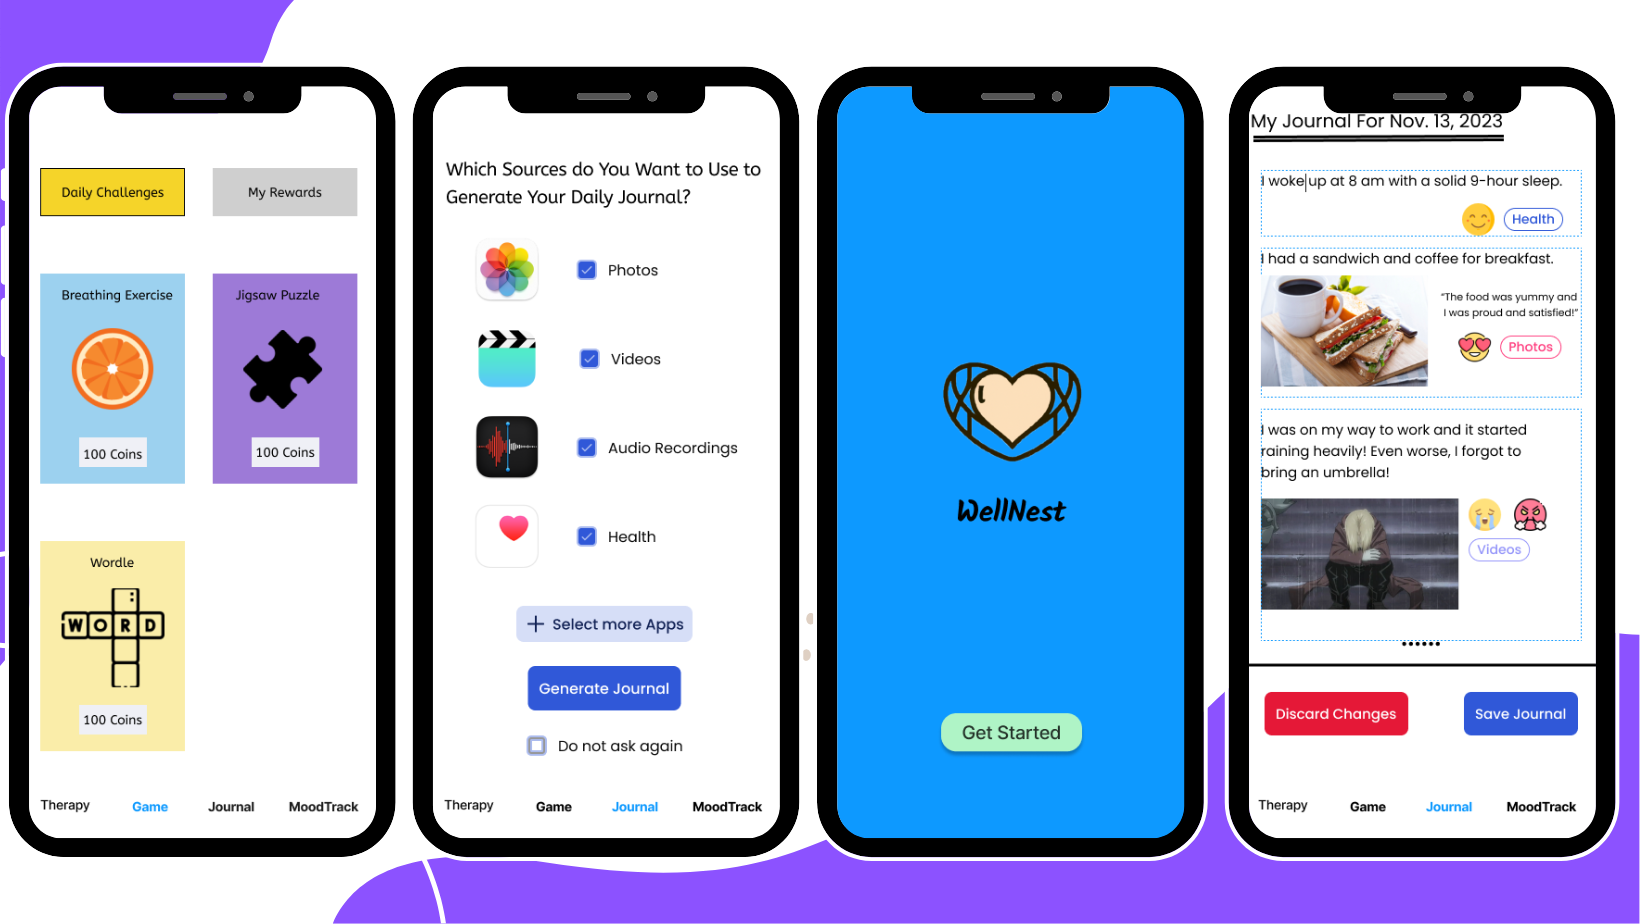 Daily Challenges
My Rewards
Breathing Exercise
100 Coins
Jigsaw Puzzle
100 Coins
Wordle
WORD
100 Coins
Therapy
Game
Journal
MoodTrack
Which Sources do You Want to Use to
Generate Your Daily Journal?
Photos
Videos
Audio Recordings
Health
+ Select more Apps
Generate Journal
Do not ask again
Therapy
Game
Journal
MoodTrack
WellNest
Get Started
My Journal For Nov. 13, 2023
I woke up at 8 am with a solid 9-hour sleep.
Health
I had a sandwich and coffee for breakfast.
“The food was yummy and
I was proud and satisfied!”
Photos
I was on my way to work and it started
raining heavily! Even worse, I forgot to
bring an umbrella!
Videos
Discard Changes
Save Journal
Therapy
Game
Journal
MoodTrack